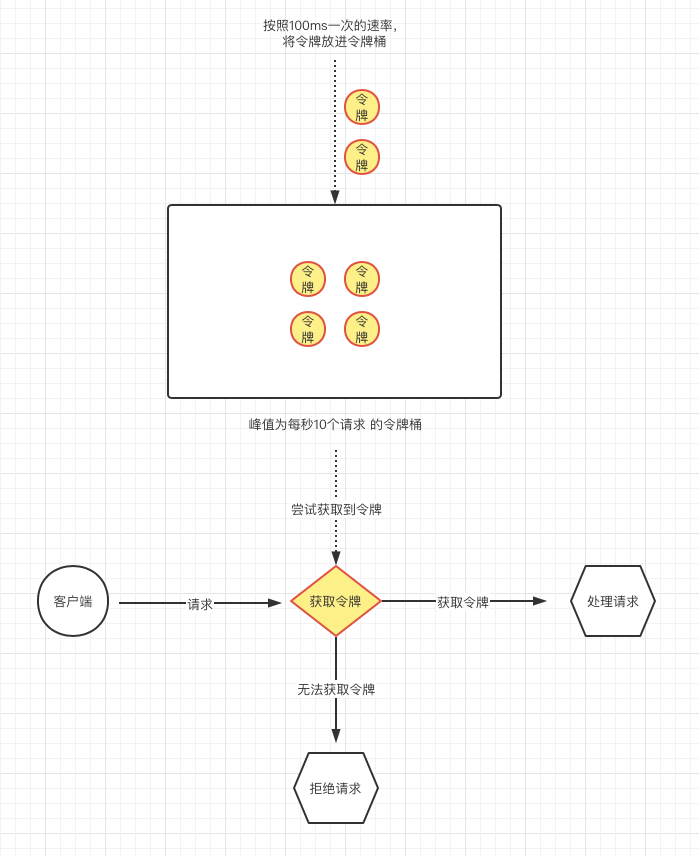 按照100ms一次的速率，
将令牌放进令牌桶
令
牌
令
牌
令
牌
令
牌
令
牌
令
牌
峰值为每秒10个请求 的令牌桶
尝试获取到令牌
客户端
请求
获取令牌
获取令牌
处理请求
无法获取令牌
拒绝请求